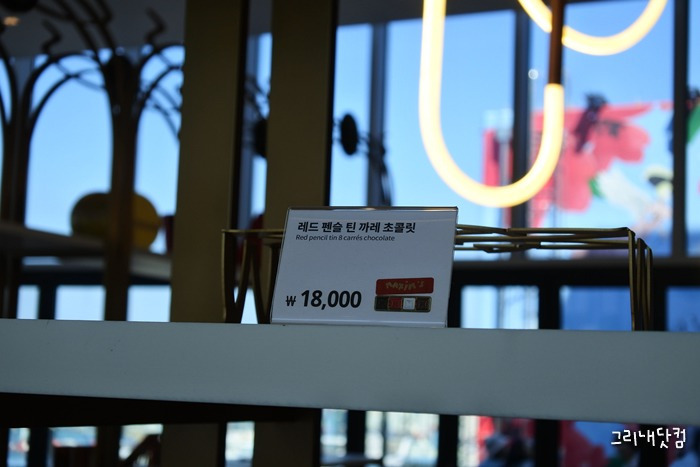 레드 펜슬 틴 까레 초콜릿
Red pencil tin 8 carrés chocolate
₩ 18,000
maxim's
그리내닷컴